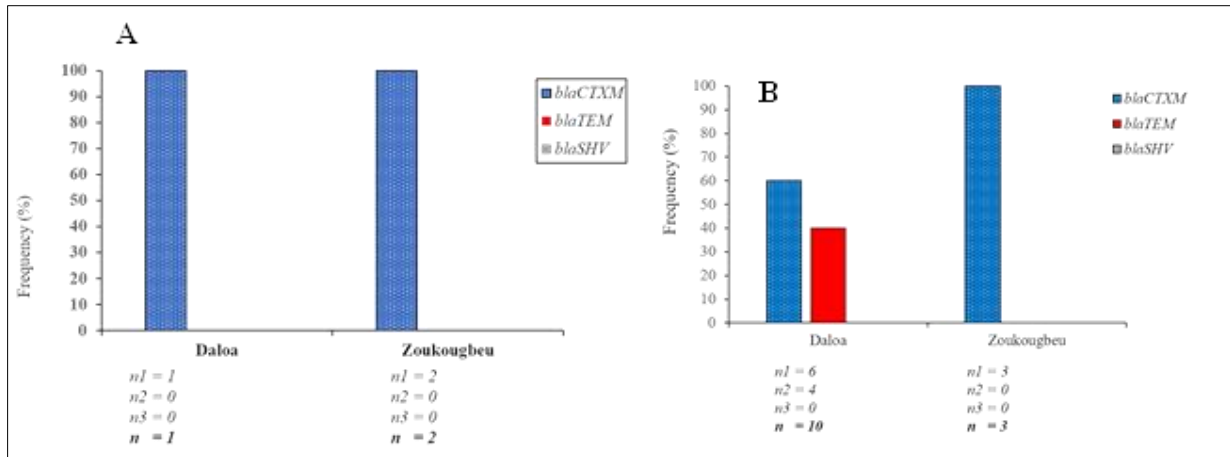 A
Frequency (%)
100
90
80
70
60
50
40
30
20
10
0
Daloa
Zoukougbeu
blaCTXM
blaTEM
blaSHV
n1 = 1
n2 = 0
n3 = 0
n = 1
n1 = 2
n2 = 0
n3 = 0
n = 2
B
Frequency (%)
100
90
80
70
60
50
40
30
20
10
0
Daloa
Zoukougbeu
blaCTXM
blaTEM
blaSHV
n1 = 6
n2 = 4
n3 = 0
n = 10
n1 = 3
n2 = 0
n3 = 0
n = 3